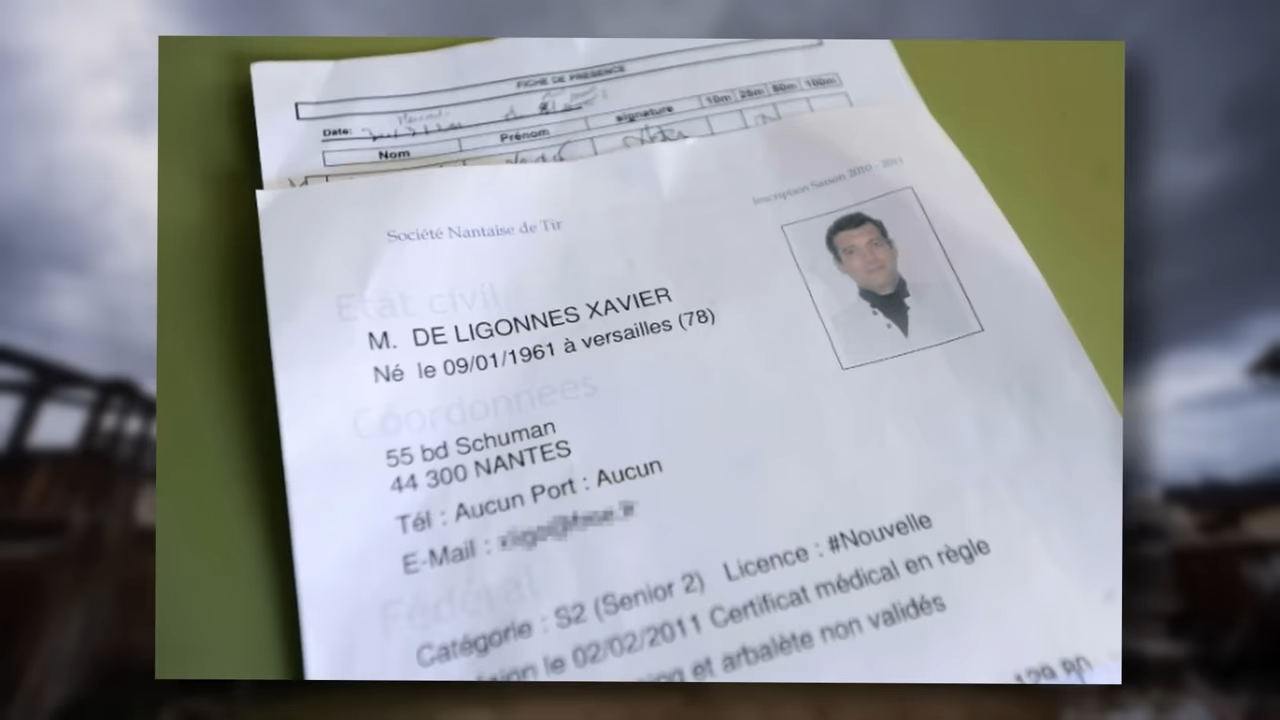 FICHE DE PRESENCE
Date:
Nom Prénom signature 10m 25m 50m 100m
Inscription Saison 2010 - 2011
Société Nantaise de Tir
Etat civil
M. DE LIGONNES XAVIER
Né le 09/01/1961 à versailles (78)
Coordonnées
55 bd Schuman
44 300 NANTES
Tél : Aucun Port : Aucun
E-Mail :
Fédéral
Catégorie : S2 (Senior 2) Licence : #Nouvelle
le 02/02/2011 Certificat médical en règle
et arbalète non validés